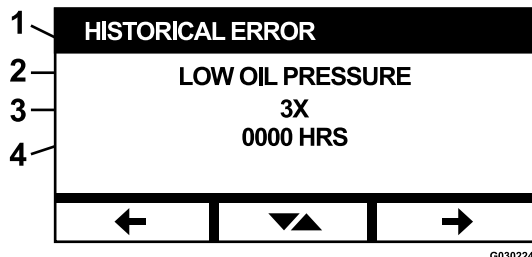 1
HISTORICAL ERROR
2
LOW OIL PRESSURE
3
3X
4
0000 HRS
G030224